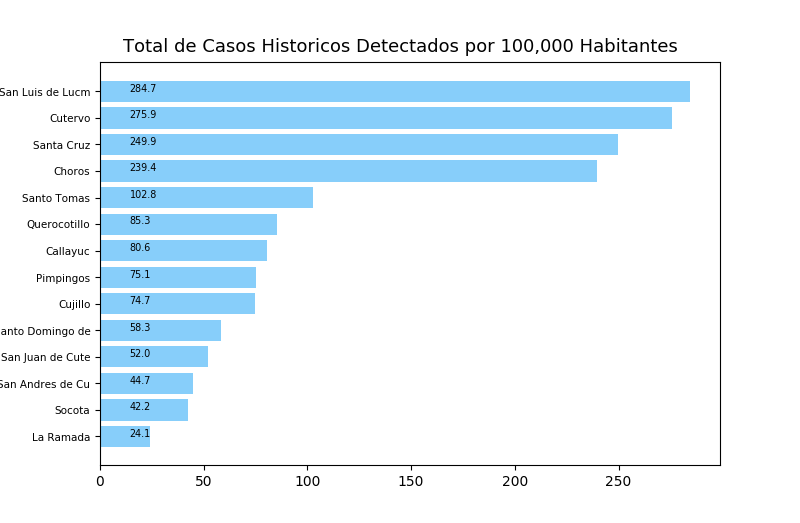 Total de Casos Historicos Detectados por 100,000 Habitantes
San Luis de Lucm 284.7
Cutervo 275.9
Santa Cruz 249.9
Choros 239.4
Santo Tomas 102.8
Querocotillo 85.3
Callayuc 80.6
Pimpingos 75.1
Cujillo 74.7
anto Domingo de 58.3
San Juan de Cute 52.0
San Andres de Cu 44.7
Socota 42.2
La Ramada 24.1
0 50 100 150 200 250